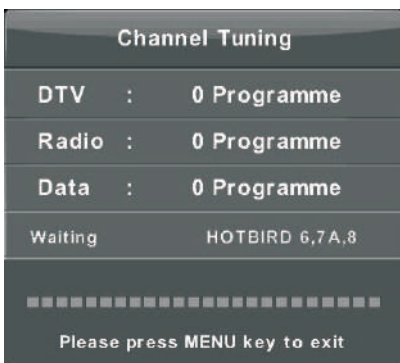 Channel Tuning
DTV : 0 Programme
Radio : 0 Programme
Data : 0 Programme
Waiting HOTBIRD 6,7A,8
Please press MENU key to exit